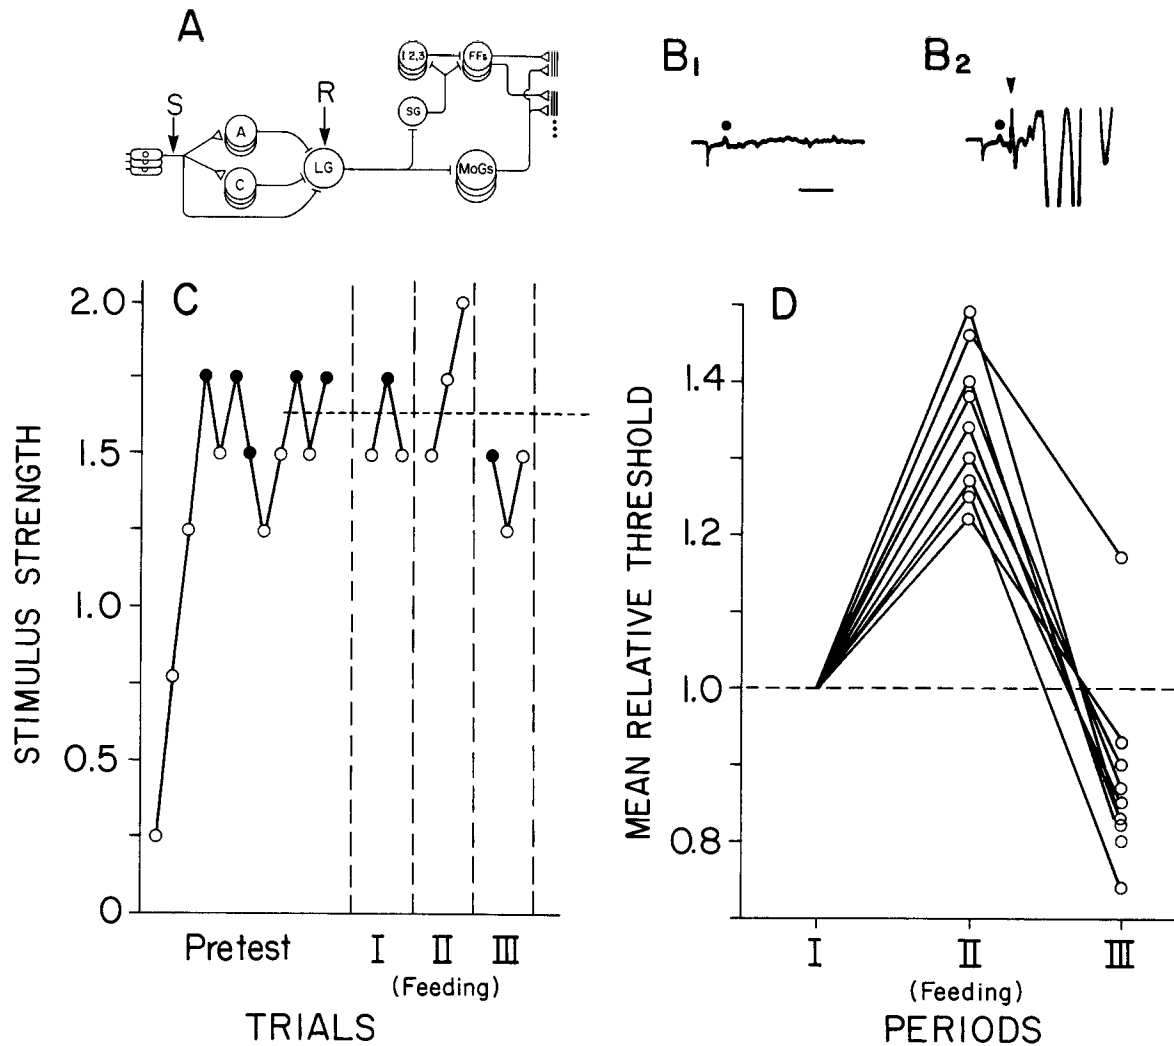 A
S
R
A
C
LG
I 2,3
FFs
SG
MoGs
B1
B2
C
STIMULUS STRENGTH
2.0
1.5
1.0
0.5
0
Pretest
I
II
III
(Feeding)
TRIALS
D
MEAN RELATIVE THRESHOLD
1.4
1.2
1.0
0.8
I
II
III
(Feeding)
PERIODS